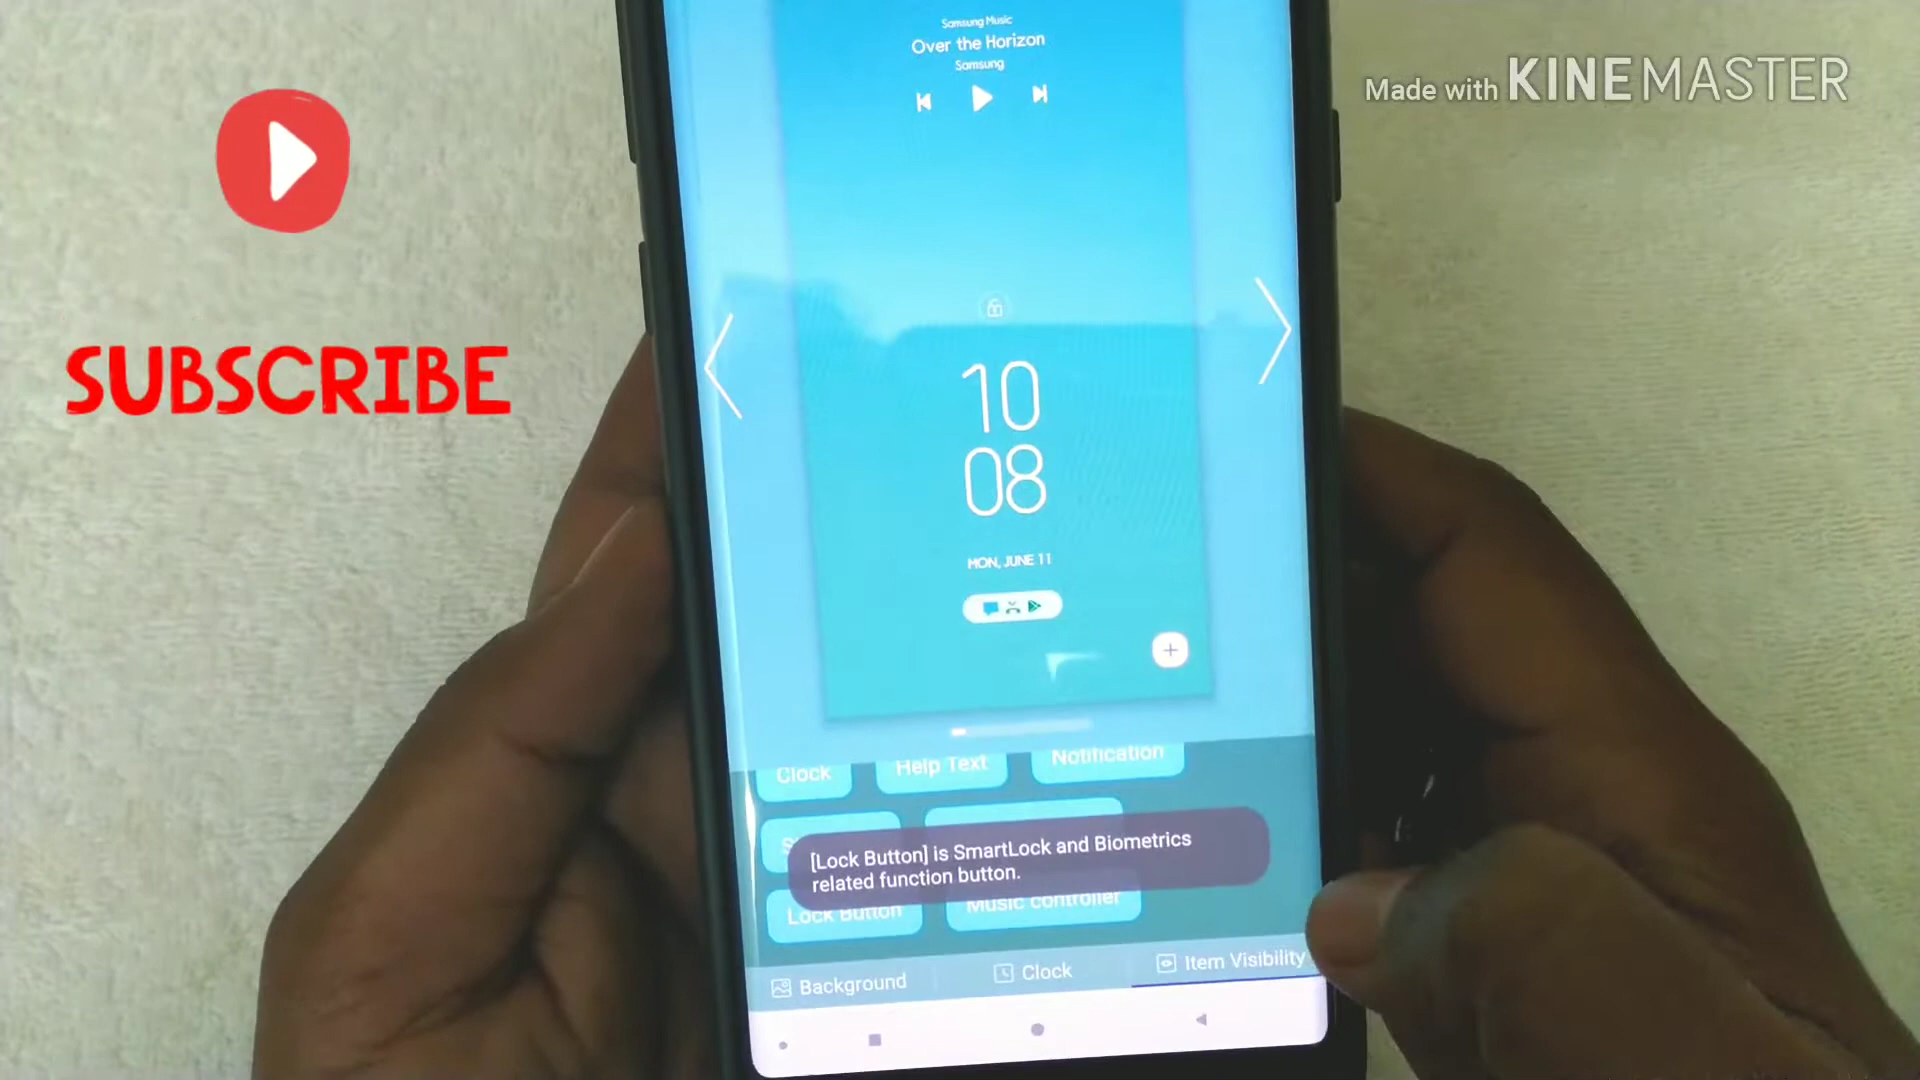 Samsung Music
Over the Horizon
Samsung
Made with KINEMASTER
SUBSCRIBE
10
08
MON, JUNE 11
Clock
Help Text
Notification
[Lock Button] is SmartLock and Biometrics
related function button.
Lock Button
Music controller
Background
Clock
Item Visibility